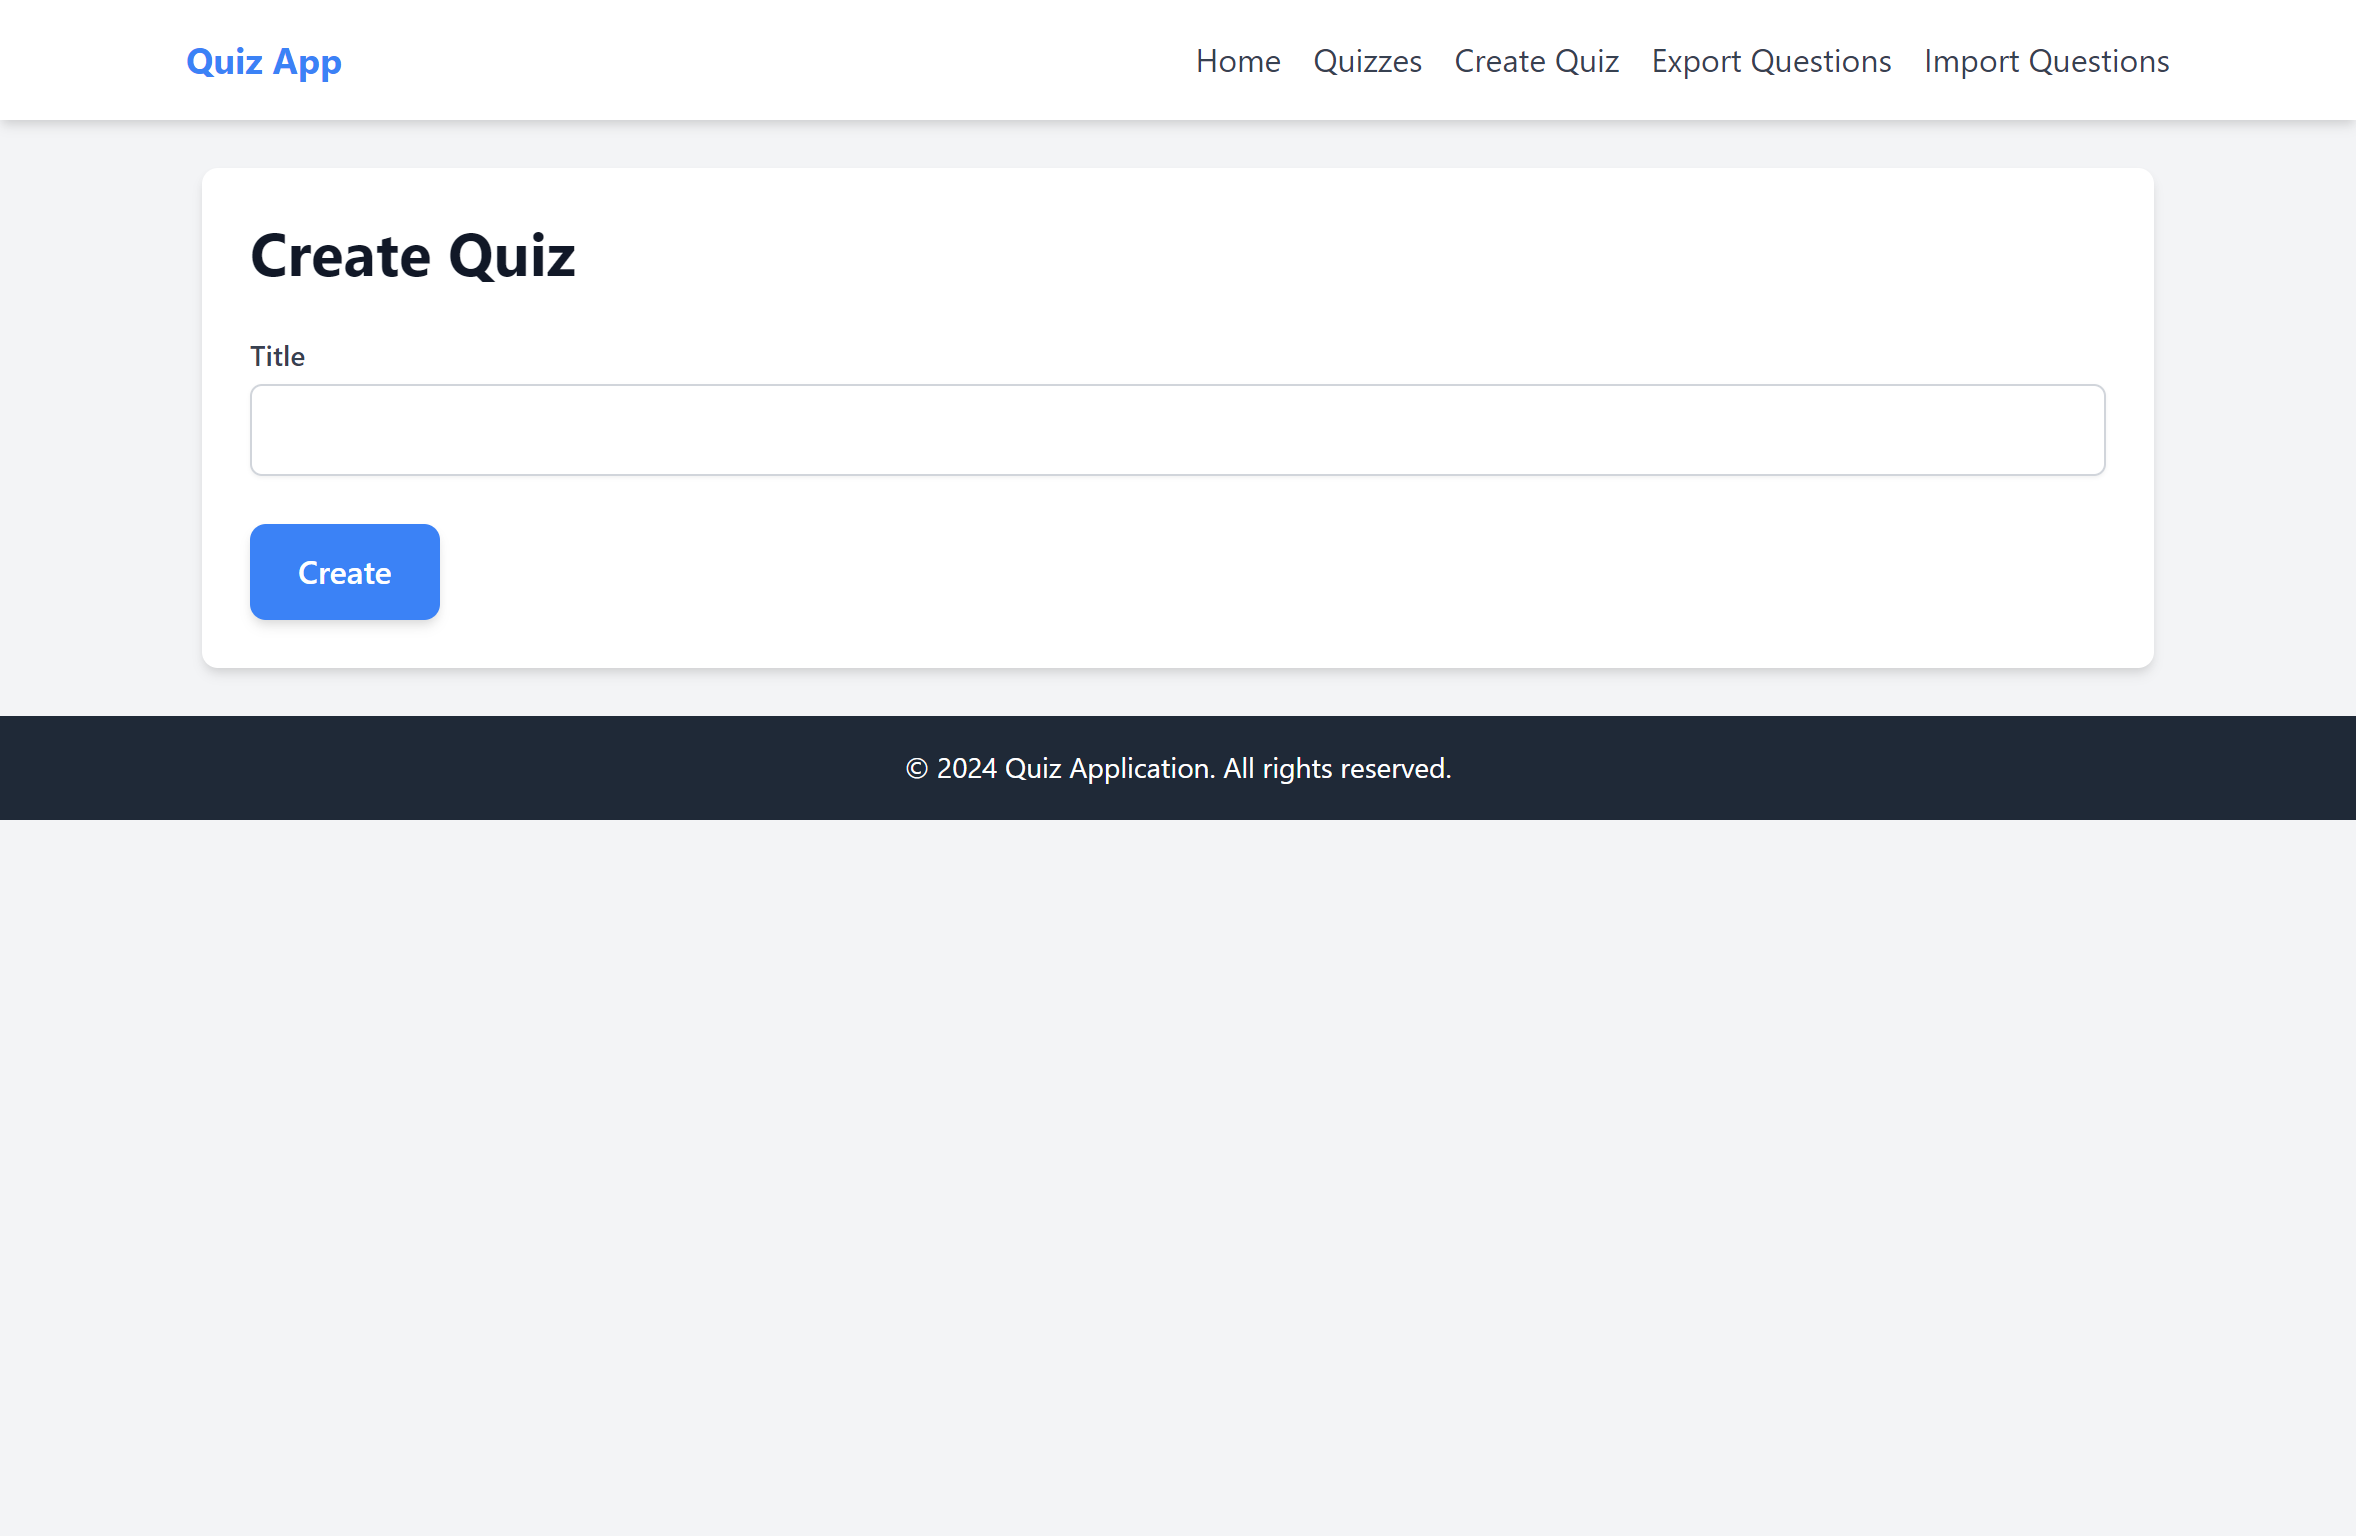 Quiz App
Home Quizzes Create Quiz Export Questions Import Questions
Create Quiz
Title
Create
© 2024 Quiz Application. All rights reserved.